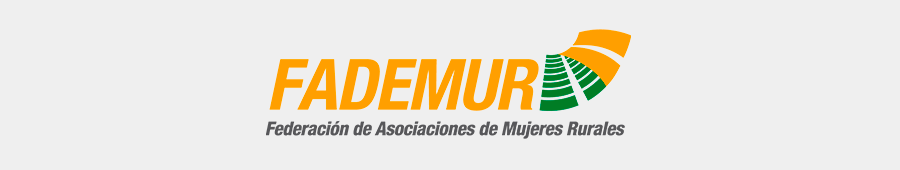 FADEMUR
Federación de Asociaciones de Mujeres Rurales